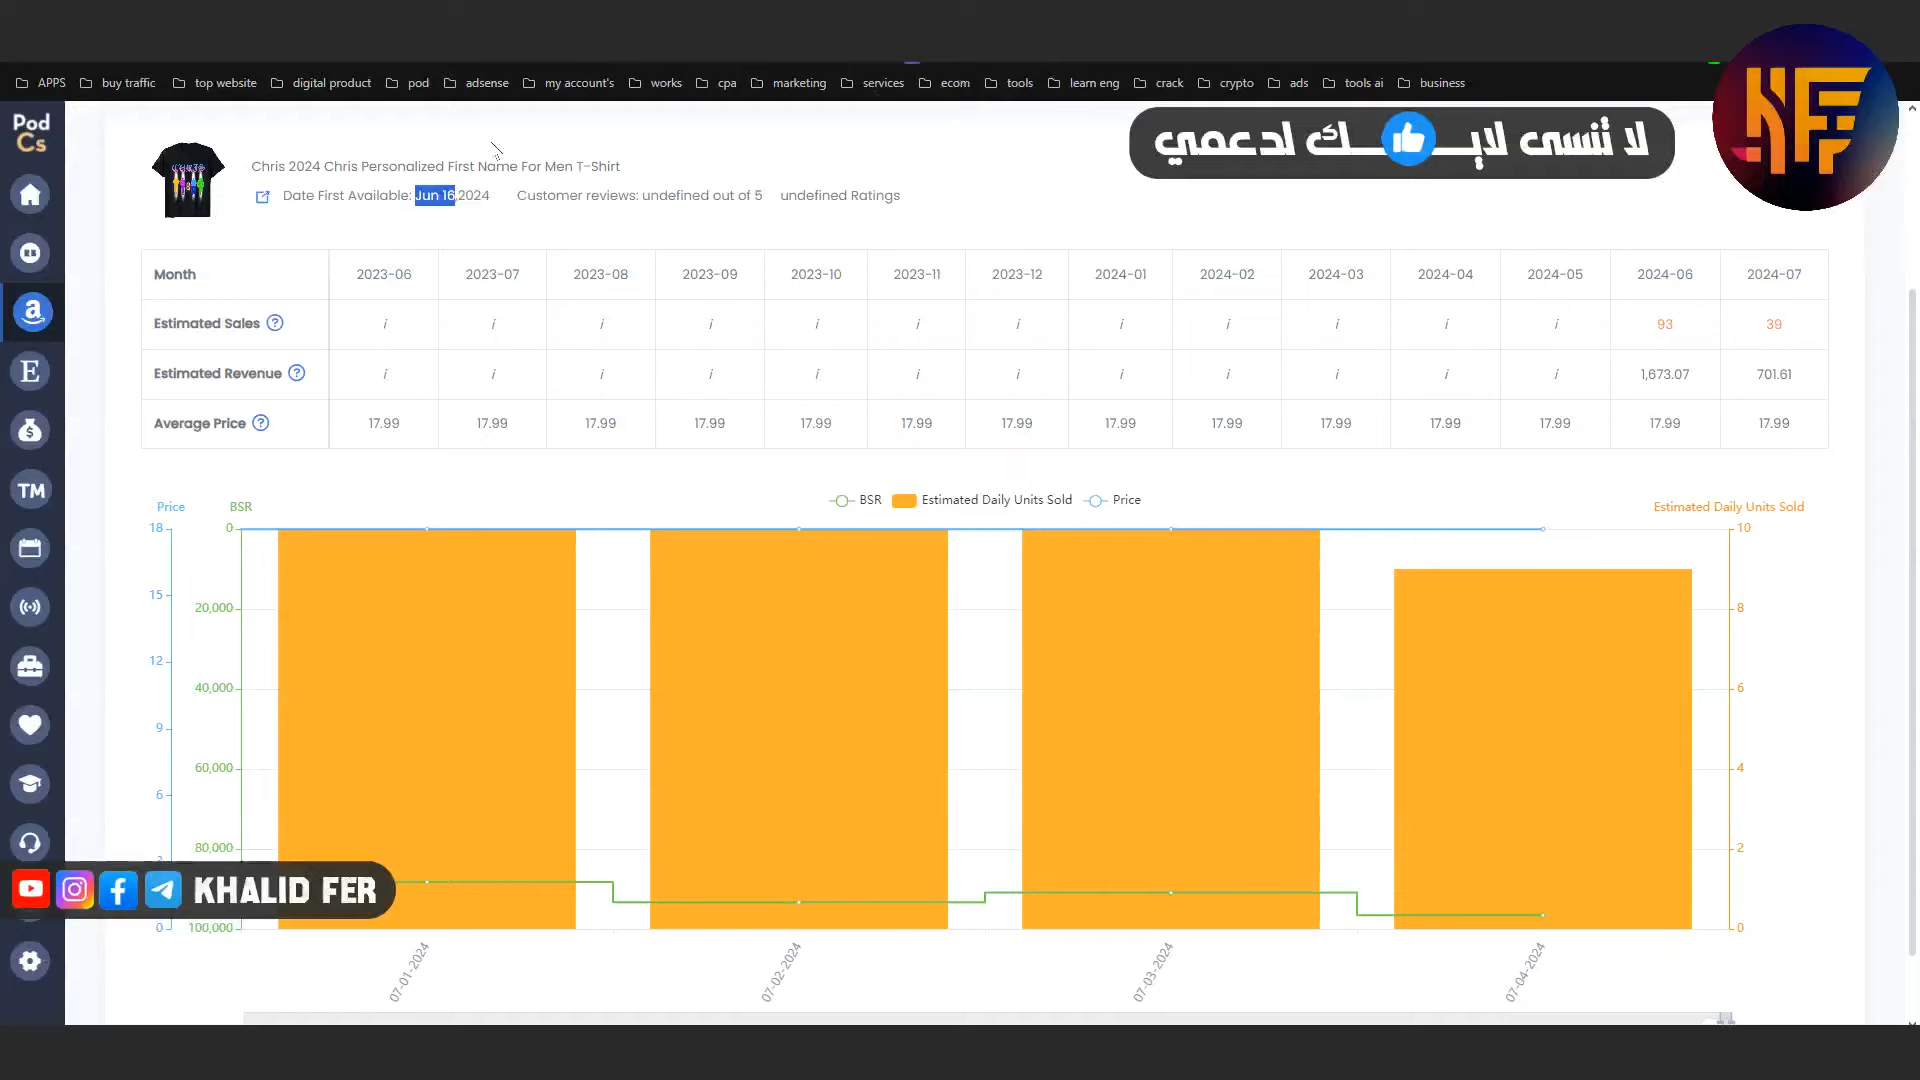 APPS buy traffic top website digital product pod adsense my account's works cpa marketing services ecom tools learn eng crack crypto ads tools ai business
Pod
Cs
لا تنسى لايـــك لدعمي
KF
Chris 2024 Chris Personalized First Name For Men T-Shirt
Date First Available: Jun 16,2024 Customer reviews: undefined out of 5 undefined Ratings
Month 2023-06 2023-07 2023-08 2023-09 2023-10 2023-11 2023-12 2024-01 2024-02 2024-03 2024-04 2024-05 2024-06 2024-07
Estimated Sales ? i i i i i i i i i i i i 93 39
Estimated Revenue ? i i i i i i i i i i i i 1,673.07 701.61
Average Price ? 17.99 17.99 17.99 17.99 17.99 17.99 17.99 17.99 17.99 17.99 17.99 17.99 17.99 17.99
E
TM
BSR Estimated Daily Units Sold Price
Price BSR Estimated Daily Units Sold
18 0 10
15 20,000 8
12 40,000 6
9 60,000 4
6 80,000 2
3
0 100,000 0
KHALID FER
07-01-2024 07-02-2024 07-03-2024 07-04-2024